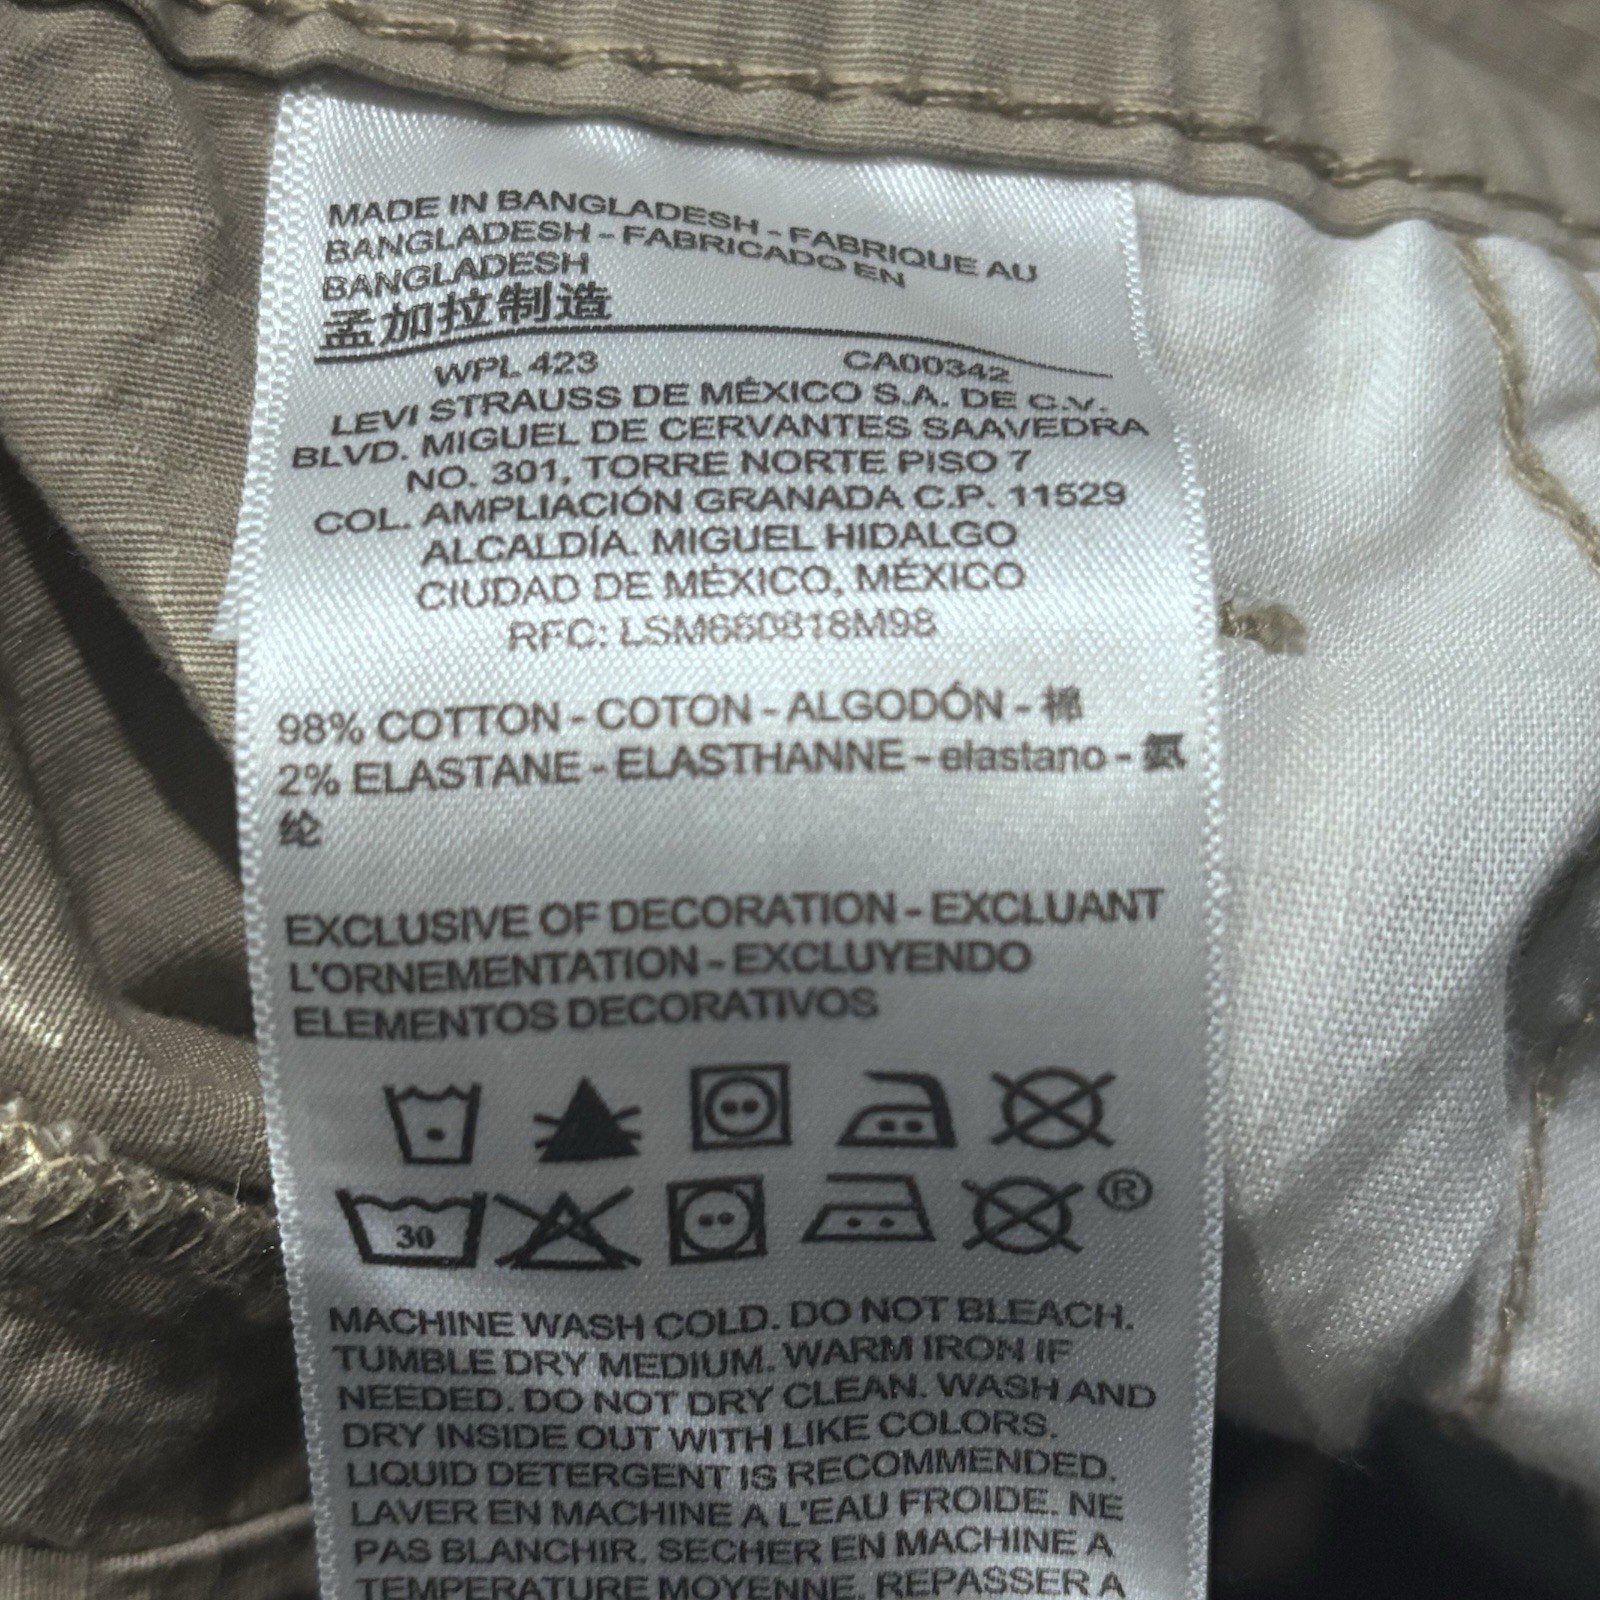 MADE IN BANGLADESH - FABRIQUE AU
BANGLADESH - FABRICADO EN
BANGLADESH
孟加拉制造
WPL 423 CA00342
LEVI STRAUSS DE MÉXICO S.A. DE C.V.
BLVD. MIGUEL DE CERVANTES SAAVEDRA
NO. 301, TORRE NORTE PISO 7
COL. AMPLIACIÓN GRANADA C.P. 11529
ALCALDÍA. MIGUEL HIDALGO
CIUDAD DE MÉXICO, MÉXICO
RFC: LSM660818M98
98% COTTON - COTON - ALGODÓN - 棉
2% ELASTANE - ELASTHANNE - elastano - 氨
纶
EXCLUSIVE OF DECORATION - EXCLUANT
L'ORNEMENTATION - EXCLUYENDO
ELEMENTOS DECORATIVOS
30 ®
MACHINE WASH COLD. DO NOT BLEACH.
TUMBLE DRY MEDIUM. WARM IRON IF
NEEDED. DO NOT DRY CLEAN. WASH AND
DRY INSIDE OUT WITH LIKE COLORS.
LIQUID DETERGENT IS RECOMMENDED.
LAVER EN MACHINE A L'EAU FROIDE. NE
PAS BLANCHIR. SECHER EN MACHINE A
TEMPERATURE MOYENNE. REPASSER A